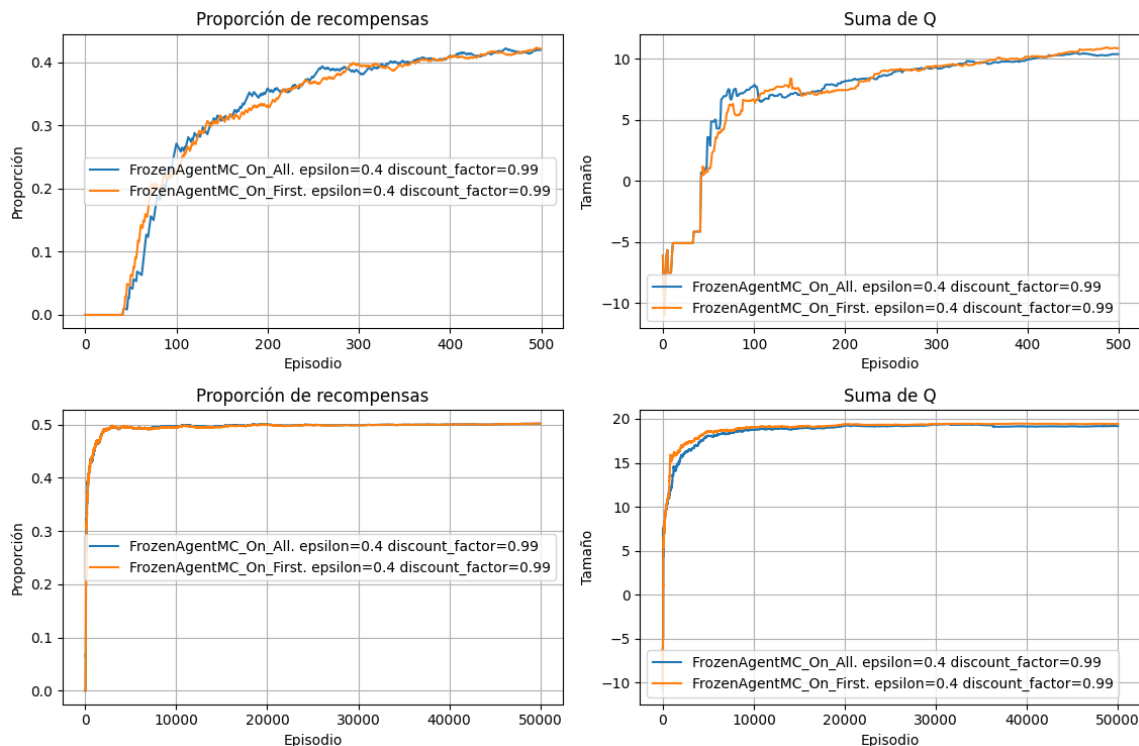 Proporción de recompensas
0.4
0.3
0.2
0.1
0.0
Proporción
FrozenAgentMC_On_All. epsilon=0.4 discount_factor=0.99
FrozenAgentMC_On_First. epsilon=0.4 discount_factor=0.99
0 100 200 300 400 500
Episodio
Suma de Q
10
5
0
−5
−10
Tamaño
FrozenAgentMC_On_All. epsilon=0.4 discount_factor=0.99
FrozenAgentMC_On_First. epsilon=0.4 discount_factor=0.99
0 100 200 300 400 500
Episodio
Proporción de recompensas
0.5
0.4
0.3
0.2
0.1
0.0
Proporción
FrozenAgentMC_On_All. epsilon=0.4 discount_factor=0.99
FrozenAgentMC_On_First. epsilon=0.4 discount_factor=0.99
0 10000 20000 30000 40000 50000
Episodio
Suma de Q
20
15
10
5
0
−5
−10
Tamaño
FrozenAgentMC_On_All. epsilon=0.4 discount_factor=0.99
FrozenAgentMC_On_First. epsilon=0.4 discount_factor=0.99
0 10000 20000 30000 40000 50000
Episodio